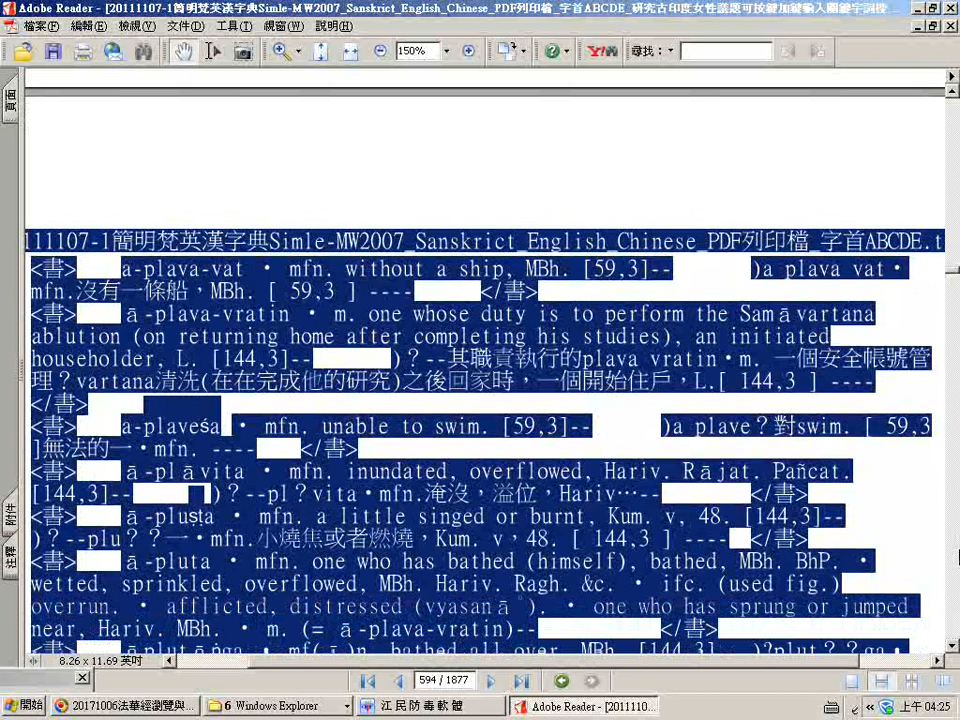 Adobe Reader - [20111107-1簡明梵英漢字典Simle-MW2007_Sanskrict_English_Chinese_PDF列印檔_字首ABCDE_研究古印度女性議題可按鍵加鍵輸入關鍵字詞搜
檔案(F) 編輯(E) 檢視(V) 文件(D) 工具(T) 視窗(W) 說明(H)
150% 尋找:
頁面
111107-1簡明梵英漢字典Simle-MW2007_Sanskrict_English_Chinese_PDF列印檔_字首ABCDE.t
<書> a-plava-vat ‧ mfn. without a ship, MBh. [59,3]-- )a plava vat‧
mfn.沒有一條船，MBh. [ 59,3 ] ---- </書>
<書> ā-plava-vratin ‧ m. one whose duty is to perform the Samāvartana
ablution (on returning home after completing his studies), an initiated
householder, L. [144,3]-- )？--其職責執行的plava vratin‧m. 一個安全帳號管
理？vartana清洗(在在完成他的研究)之後回家時，一個開始住戶，L.[ 144,3 ] ----
</書>
<書> a-plaveśa ‧ mfn. unable to swim. [59,3]-- )a plave？對swim. [ 59,3
]無法的一‧mfn. ---- </書>
<書> ā-plāvita ‧ mfn. inundated, overflowed, Hariv. Rājat. Pañcat.
[144,3]-- )？--pl？vita‧mfn.淹沒，溢位，Hariv…-- </書>
<書> ā-pluṣta ‧ mfn. a little singed or burnt, Kum. v, 48. [144,3]--
)？--plu？？一‧mfn.小燒焦或者燃燒，Kum. v，48. [ 144,3 ] ---- </書>
<書> ā-pluta ‧ mfn. one who has bathed (himself), bathed, MBh. BhP. ‧
wetted, sprinkled, overflowed, MBh. Hariv. Ragh. &c. ‧ ifc. (used fig.)
overrun. ‧ afflicted, distressed (vyasanā°). ‧ one who has sprung or jumped
near, Hariv. MBh. ‧ m. (= ā-plava-vratin)-- </書>
<書> ā-plutāṅga ‧ mf(ā)n. bathed all over, MBh. [144,3]-- )?plut？？ga‧
附件
注釋
8.26 x 11.69 英吋
594 / 1877
開始 20171006法華經瀏覽與... 6 Windows Explorer 江民防毒軟體 Adobe Reader - [2011110... 上午 04:25